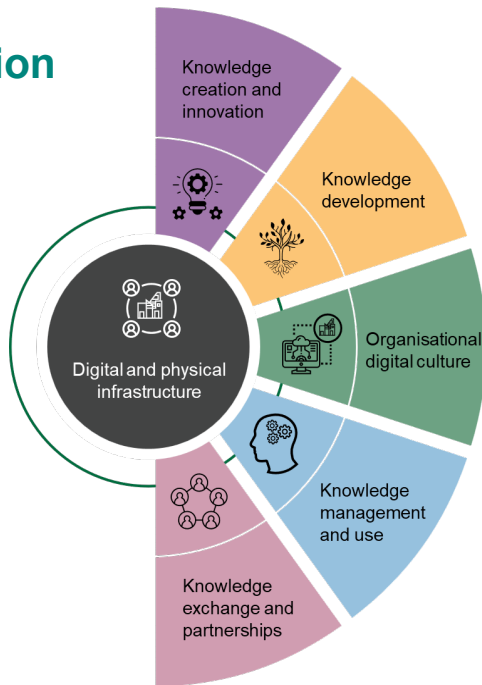 Knowledge
creation and
innovation
Knowledge
development
Organisational
digital culture
Digital and physical
infrastructure
Knowledge
management
and use
Knowledge
exchange and
partnerships